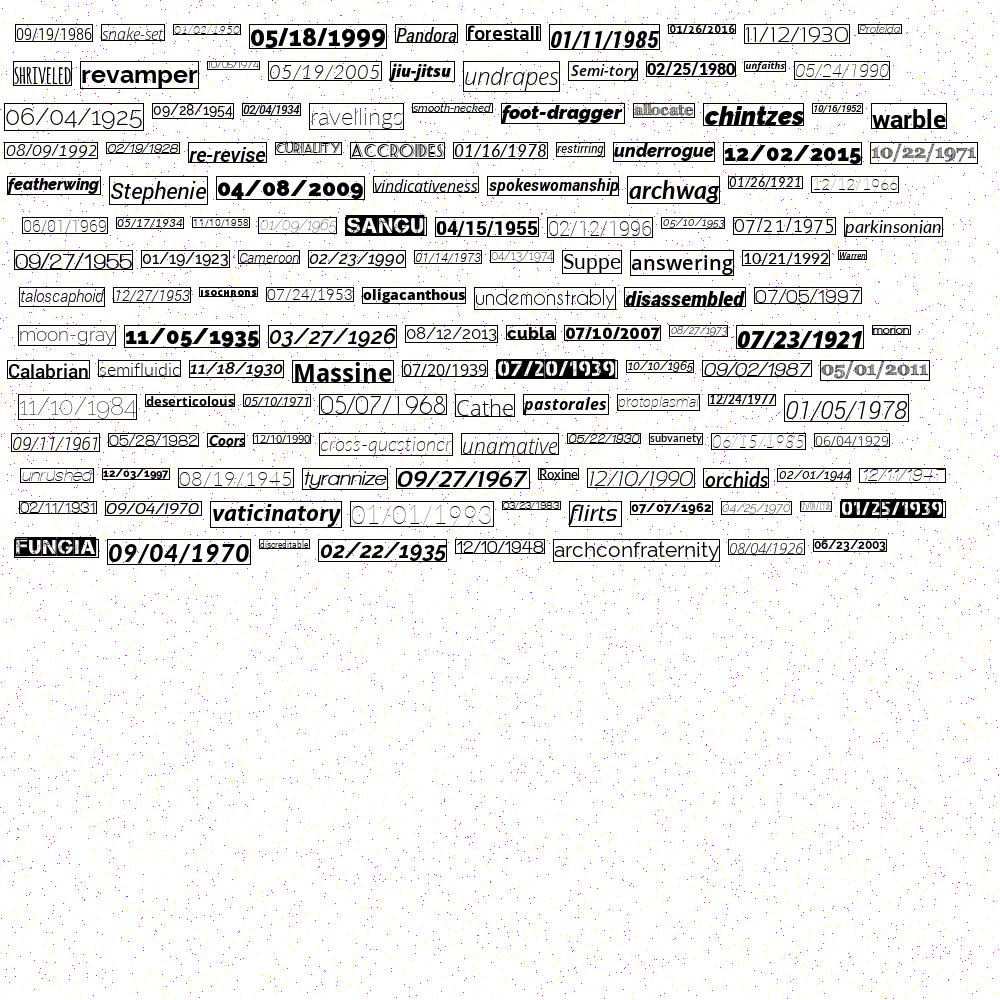 09/19/1986 snake-set 01/02/1950 05/18/1999 Pandora forestall 01/11/1985 01/26/2016 11/12/1930 Proteida
SHRIVELED revamper 10/05/1974 05/19/2005 jiu-jitsu undrapes Semi-tory 02/25/1980 unfaiths 05/24/1990
06/04/1925 09/28/1954 02/04/1934 ravellings smooth-necked foot-dragger allocate chintzes 10/16/1952 warble
08/09/1992 02/19/1928 re-revise CURIALITY ACCROIDES 01/16/1978 restirring underrogue 12/02/2015 10/22/1971
featherwing Stephenie 04/08/2009 vindicativeness spokeswomanship archwag 01/26/1921 12/12/1966
06/01/1969 05/17/1934 11/10/1958 01/09/1965 SANGU 04/15/1955 02/12/1996 05/10/1953 07/21/1975 parkinsonian
09/27/1955 01/19/1923 Cameroon 02/23/1990 01/14/1973 04/13/1974 Suppe answering 10/21/1992 Warren
taloscaphoid 12/27/1953 ISOCHRONS 07/24/1953 oligacanthous undemonstrably disassembled 07/05/1997
moon-gray 11/05/1935 03/27/1926 08/12/2013 cubla 07/10/2007 08/27/1973 07/23/1921 morion
Calabrian semifluidic 11/18/1930 Massine 07/20/1939 07/20/1939 10/10/1965 09/02/1987 05/01/2011
11/10/1984 deserticolous 05/10/1971 05/07/1968 Cathe pastorales protoplasmal 12/24/1977 01/05/1978
09/11/1961 05/28/1982 Coors 12/10/1990 cross-questioner unamative 05/22/1930 subvariety 06/15/1985 06/04/1929
unrushed 12/03/1997 08/19/1945 tyrannize 09/27/1967 Roxine 12/10/1990 orchids 02/01/1944 12/11/1941
02/11/1931 09/04/1970 vaticinatory 01/01/1993 03/23/1983 flirts 07/07/1962 04/25/1970 01/25/1939
FUNGIA 09/04/1970 discreditable 02/22/1935 12/10/1948 archconfraternity 08/04/1926 06/23/2003